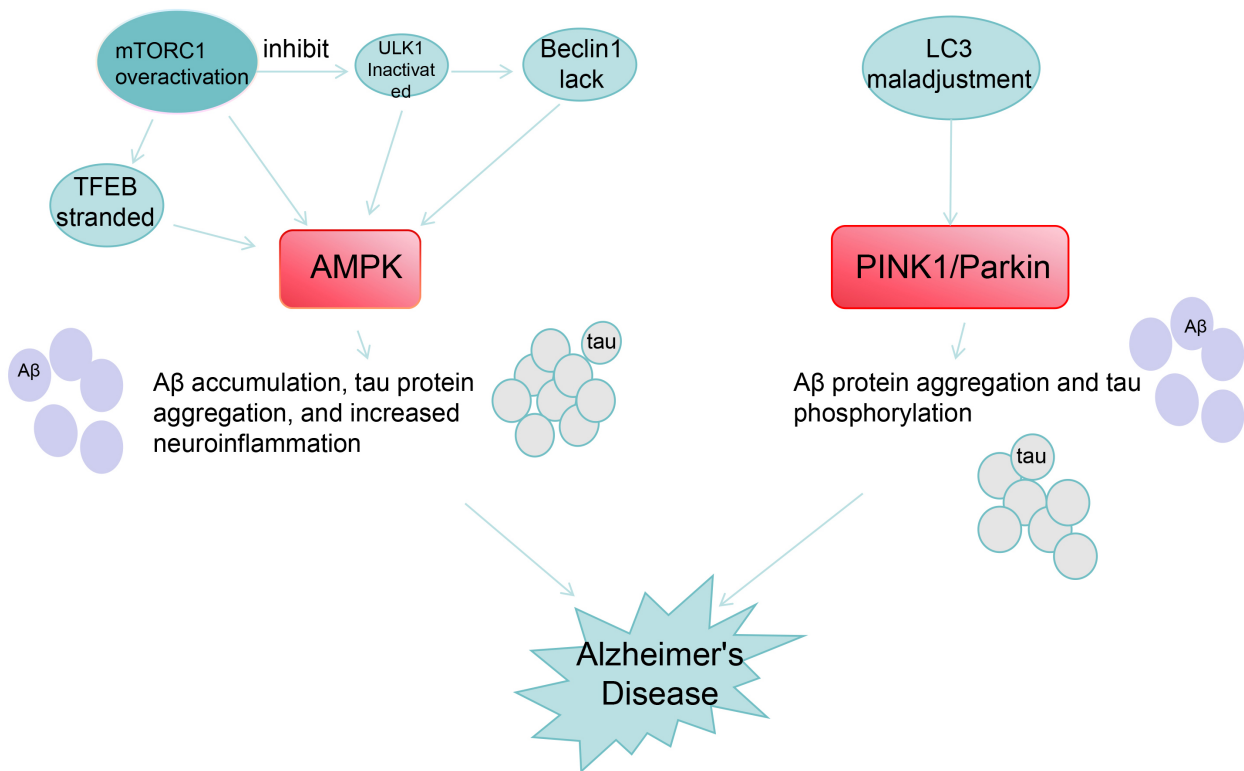 mTORC1
overactivation
inhibit
ULK1
Inactivat
ed
Beclin1
lack
LC3
maladjustment
TFEB
stranded
AMPK
PINK1/Parkin
Aβ
tau
Aβ accumulation, tau protein
aggregation, and increased
neuroinflammation
Aβ
Aβ protein aggregation and tau
phosphorylation
tau
Alzheimer's
Disease